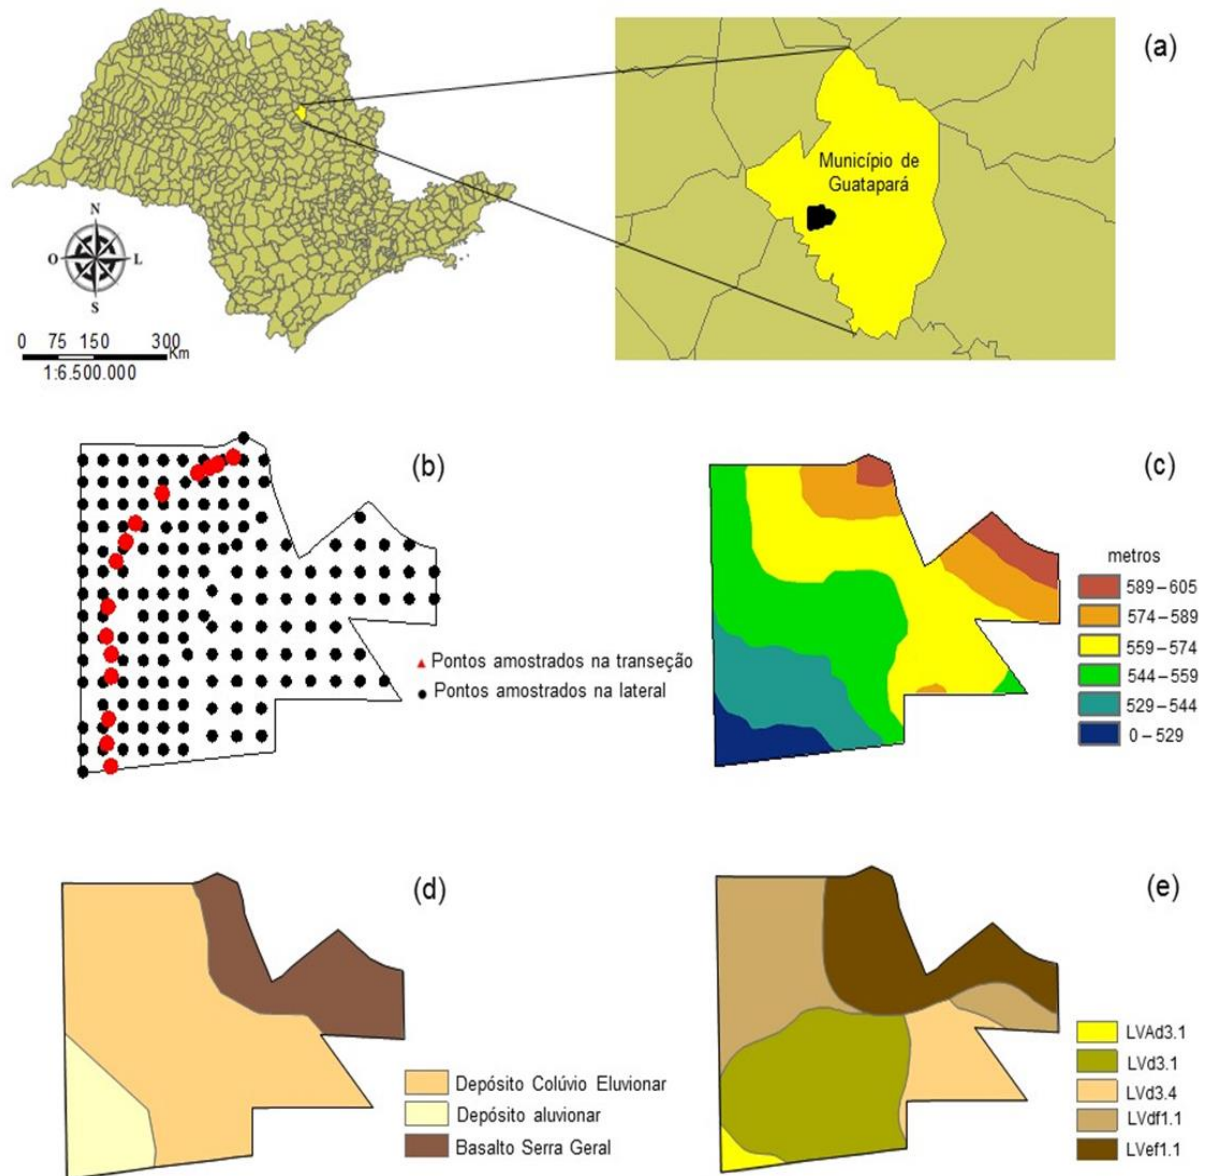 (a)
Município de
Guatapará
N
O
L
S
0 75 150 300
Km
1:6.500.000
(b)
Pontos amostrados na transeção
Pontos amostrados na lateral
(c)
metros
589–605
574–589
559–574
544–559
529–544
0–529
(d)
Depósito Colúvio Eluvionar
Depósito aluvionar
Basalto Serra Geral
(e)
LVAd3.1
LVd3.1
LVd3.4
LVdf1.1
LVef1.1